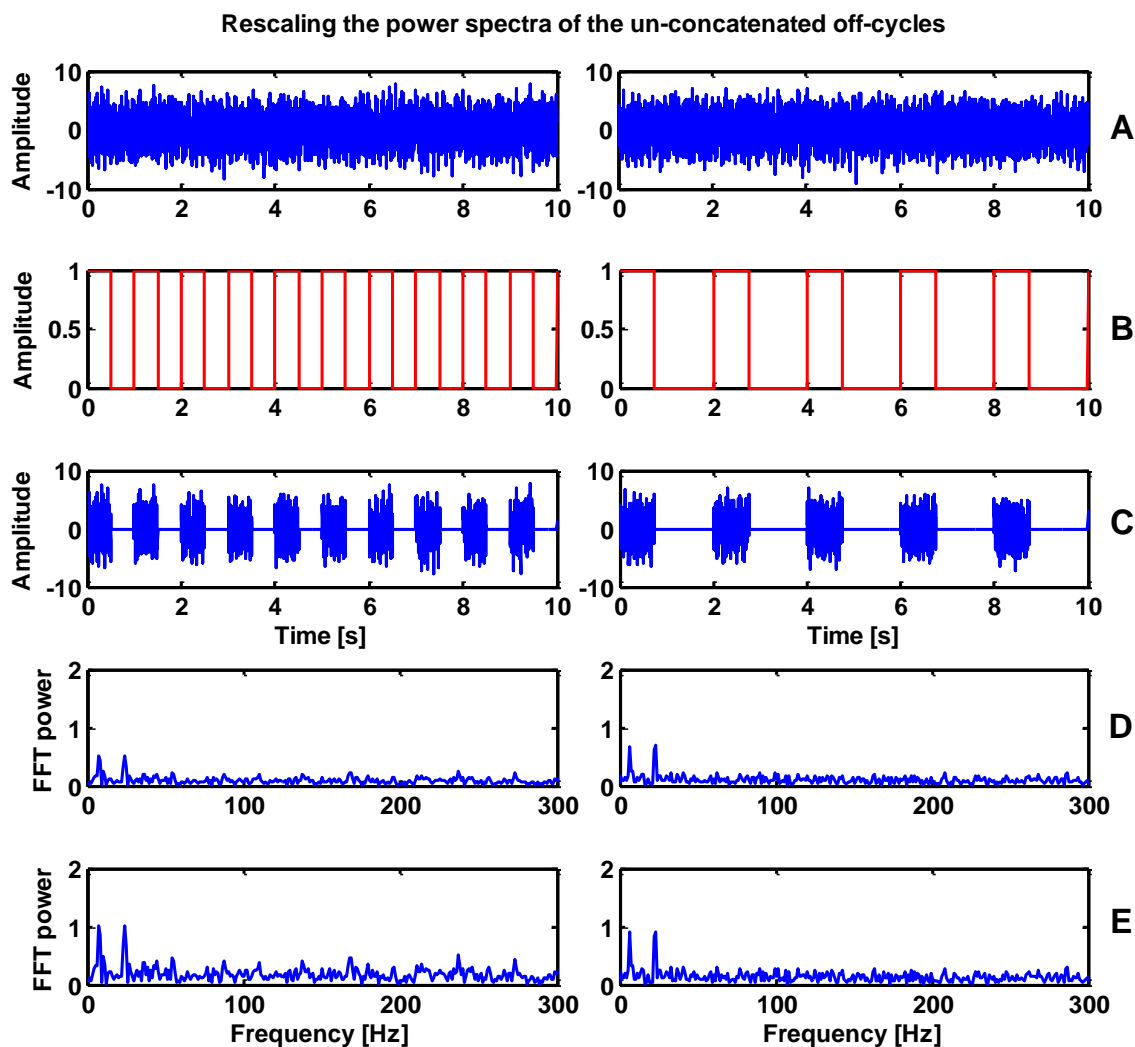 Rescaling the power spectra of the un-concatenated off-cycles
Amplitude
10
0
-10
0 2 4 6 8 10
10
0
-10
0 2 4 6 8 10
A
Amplitude
1
0.5
0
0 2 4 6 8 10
1
0.5
0
0 2 4 6 8 10
B
Amplitude
10
0
-10
0 2 4 6 8 10
Time [s]
10
0
-10
0 2 4 6 8 10
Time [s]
C
FFT power
2
1
0
0 100 200 300
2
1
0
0 100 200 300
D
FFT power
2
1
0
0 100 200 300
Frequency [Hz]
2
1
0
0 100 200 300
Frequency [Hz]
E